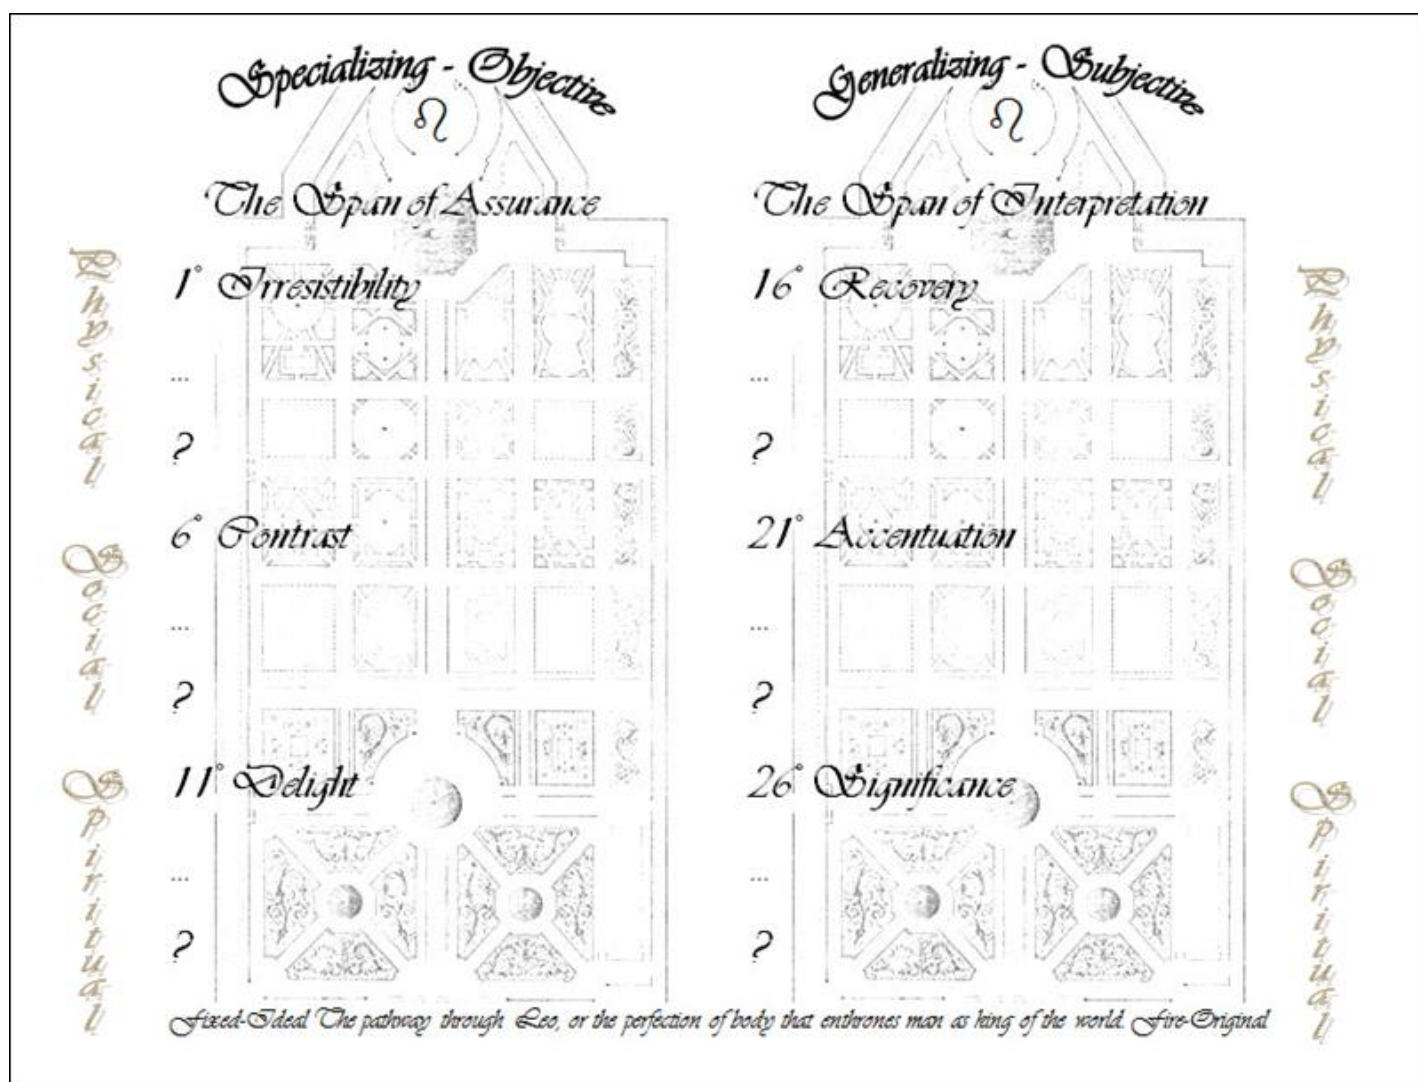 Specializing - Objective
Generalizing - Subjective
♌
♌
The Span of Assurance
The Span of Interpretation
Physical
1° Irresistibility
...
?
Social
6° Contrast
...
?
Spiritual
11° Delight
...
?
16° Recovery
...
?
Physical
21° Accentuation
...
?
Social
26° Significance
...
?
Spiritual
Fixed-Ideal The pathway through Leo, or the perfection of body that enthrones man as king of the world. Fire-Original